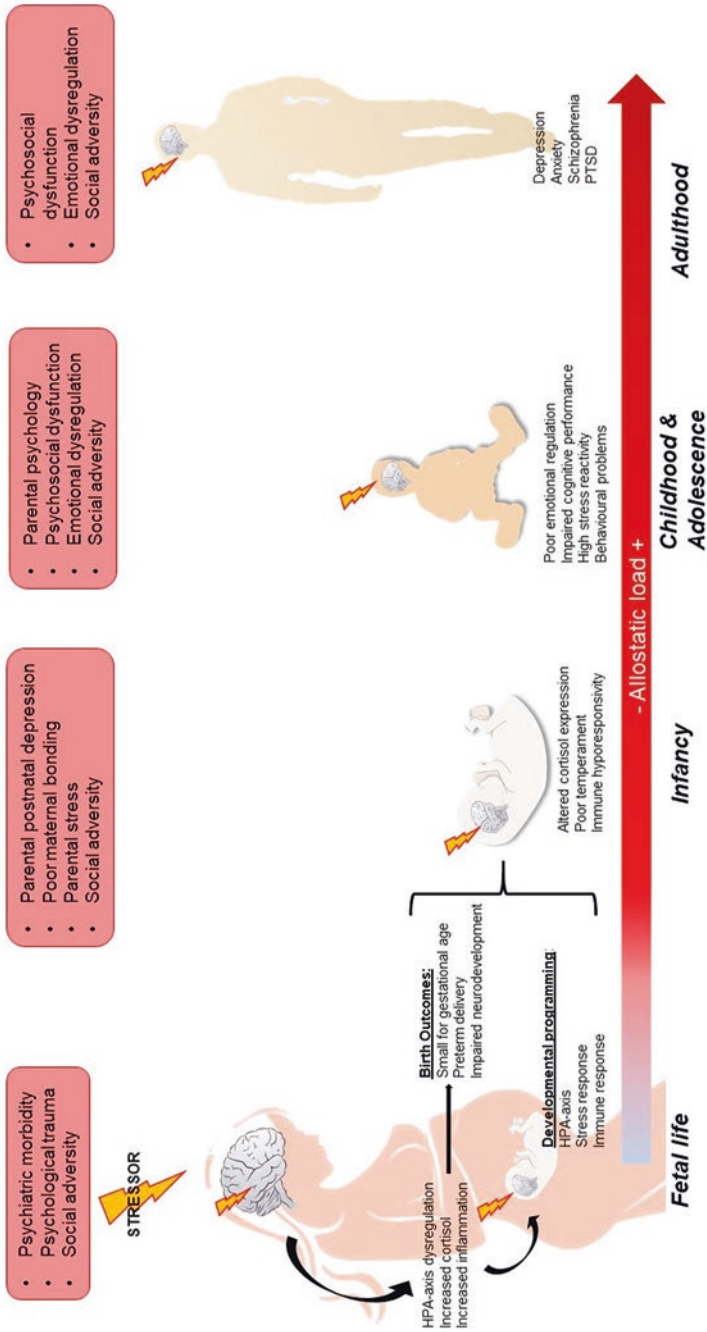 • Psychiatric morbidity
• Psychological trauma
• Social adversity
• Parental postnatal depression
• Poor maternal bonding
• Parental stress
• Social adversity
• Parental psychology
• Psychosocial dysfunction
• Emotional dysregulation
• Social adversity
• Psychosocial
dysfunction
• Emotional dysregulation
• Social adversity
STRESSOR
HPA-axis dysregulation
Increased cortisol
Increased inflammation
Birth Outcomes:
Small for gestational age
Preterm delivery
Impaired neurodevelopment
Developmental programming:
HPA-axis
Stress response
Immune response
Altered cortisol expression
Poor temperament
Immune hyporesponsivity
Poor emotional regulation
Impaired cognitive performance
High stress reactivity
Behavioural problems
Depression
Anxiety
Schizophrenia
PTSD
- Allostatic load +
Fetal life
Infancy
Childhood &
Adolescence
Adulthood